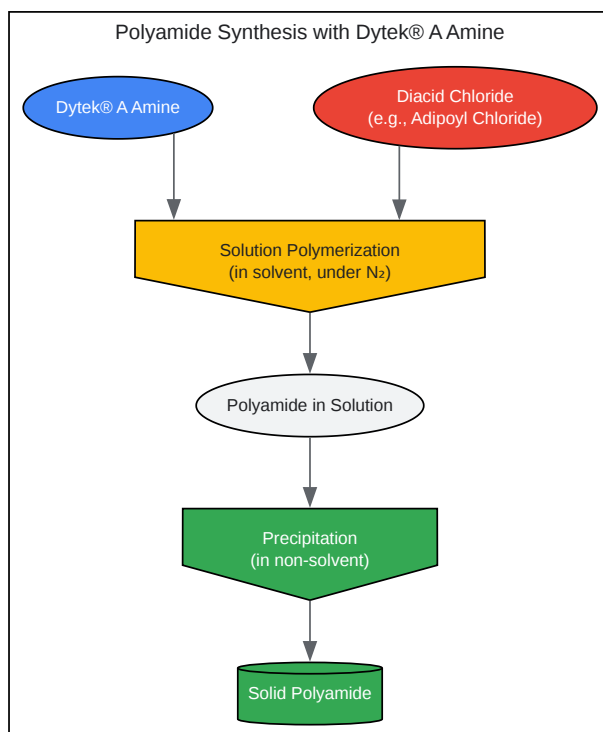 Polyamide Synthesis with Dytek® A Amine
Dytek® A Amine
Diacid Chloride
(e.g., Adipoyl Chloride)
Solution Polymerization
(in solvent, under N₂)
Polyamide in Solution
Precipitation
(in non-solvent)
Solid Polyamide